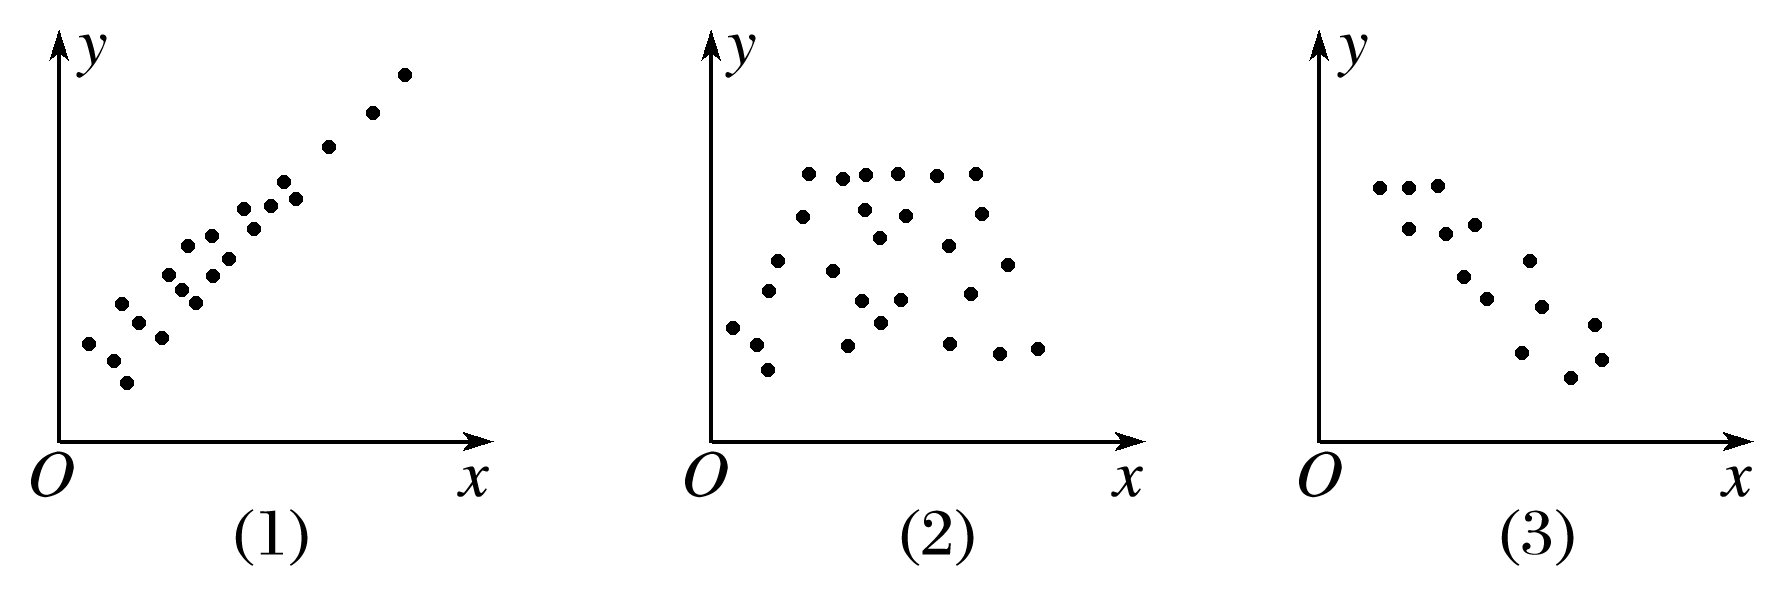 y y y
O x O x O x
(1) (2) (3)